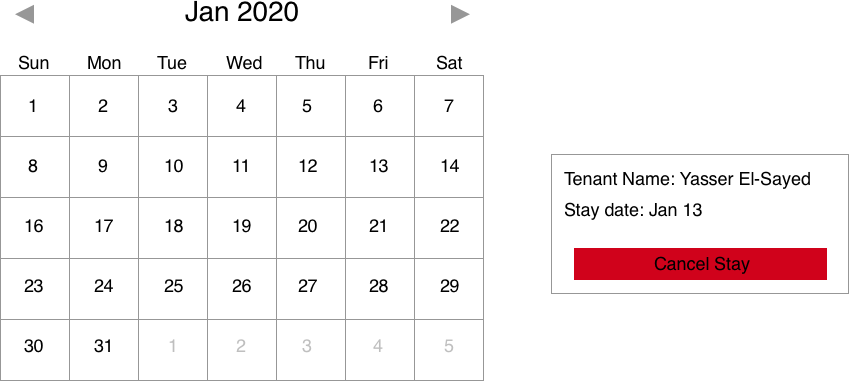 Jan 2020
Sun Mon Tue Wed Thu Fri Sat
1 2 3 4 5 6 7
8 9 10 11 12 13 14
16 17 18 19 20 21 22
23 24 25 26 27 28 29
30 31 1 2 3 4 5
Tenant Name: Yasser El-Sayed
Stay date: Jan 13
Cancel Stay